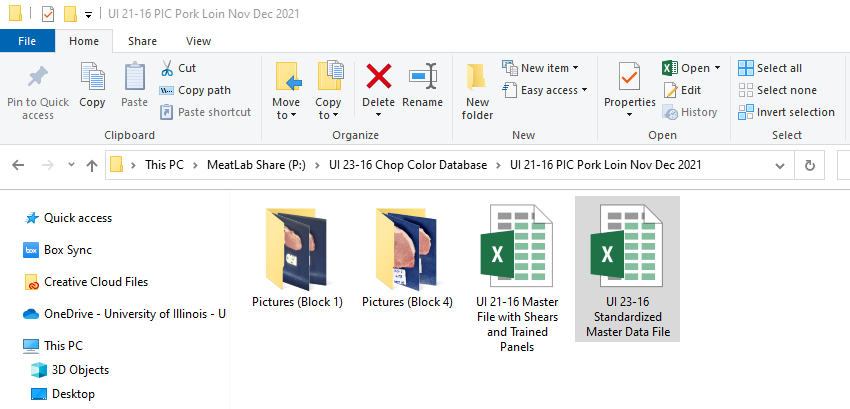 UI 21-16 PIC Pork Loin Nov Dec 2021
File Home Share View
Pin to Quick access
Copy
Paste
Cut
Copy path
Paste shortcut
Clipboard
Move to
Copy to
Delete
Rename
Organize
New folder
New item
Easy access
New
Properties
Open
Edit
History
Open
Select all
Select none
Invert selection
Select
This PC > MeatLab Share (P:) > UI 23-16 Chop Color Database > UI 21-16 PIC Pork Loin Nov Dec 2021
Quick access
box
Box Sync
Creative Cloud Files
OneDrive - University of Illinois - U
This PC
3D Objects
Desktop
Pictures (Block 1)
Pictures (Block 4)
X
UI 21-16 Master
File with Shears
and Trained
Panels
X
UI 23-16
Standardized
Master Data File